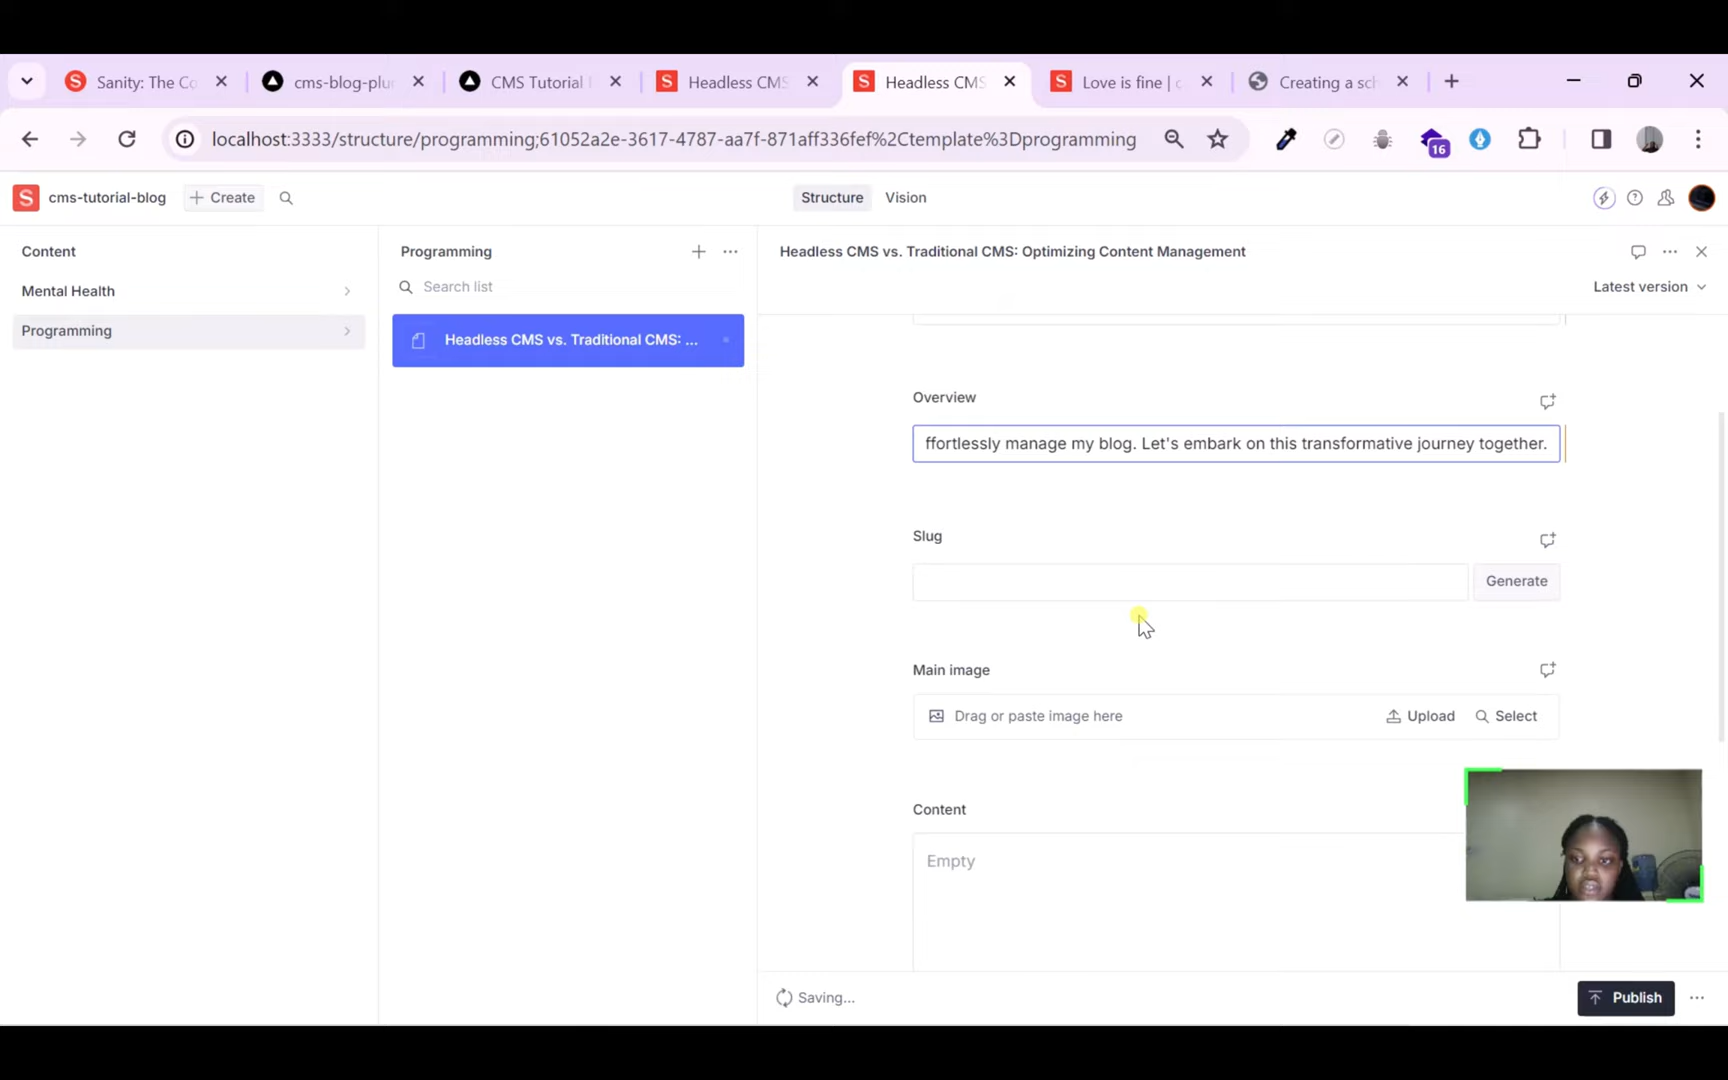 Sanity: The Co
cms-blog-plu
CMS Tutorial
Headless CMS
Headless CMS
Love is fine |
Creating a sch
localhost:3333/structure/programming;61052a2e-3617-4787-aa7f-871aff336fef%2Ctemplate%3Dprogramming
16
S
cms-tutorial-blog
Create
Structure
Vision
Content
Programming
Headless CMS vs. Traditional CMS: Optimizing Content Management
Mental Health
Search list
Latest version
Programming
Headless CMS vs. Traditional CMS: ...
Overview
ffortlessly manage my blog. Let's embark on this transformative journey together.
Slug
Generate
Main image
Drag or paste image here
Upload
Select
Content
Empty
Saving...
Publish